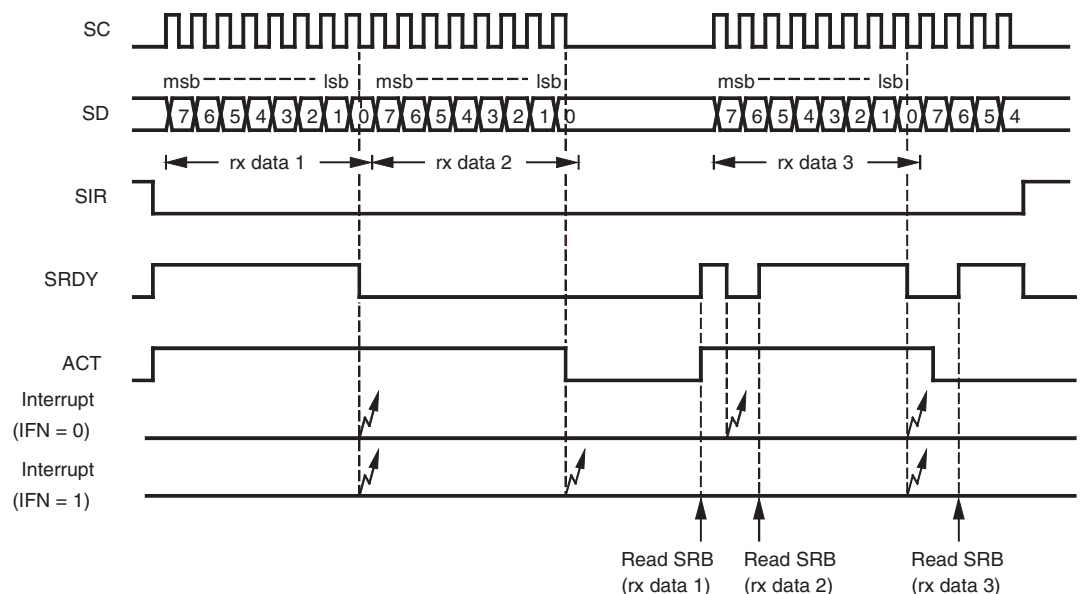 SC
msb lsb msb lsb msb lsb
SD 7 6 5 4 3 2 1 0 7 6 5 4 3 2 1 0 7 6 5 4 3 2 1 0 7 6 5 4
rx data 1 rx data 2 rx data 3
SIR
SRDY
ACT
Interrupt
(IFN = 0)
Interrupt
(IFN = 1)
Read SRB Read SRB Read SRB
(rx data 1) (rx data 2) (rx data 3)